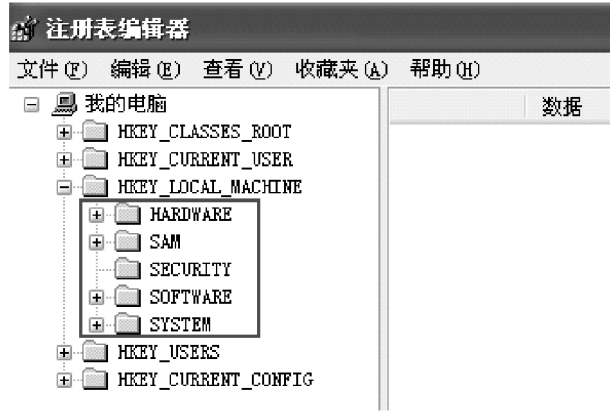 注册表编辑器
文件(F) 编辑(E) 查看(V) 收藏夹(A) 帮助(H)
我的电脑 数据
HKEY_CLASSES_ROOT
HKEY_CURRENT_USER
HKEY_LOCAL_MACHINE
HARDWARE
SAM
SECURITY
SOFTWARE
SYSTEM
HKEY_USERS
HKEY_CURRENT_CONFIG